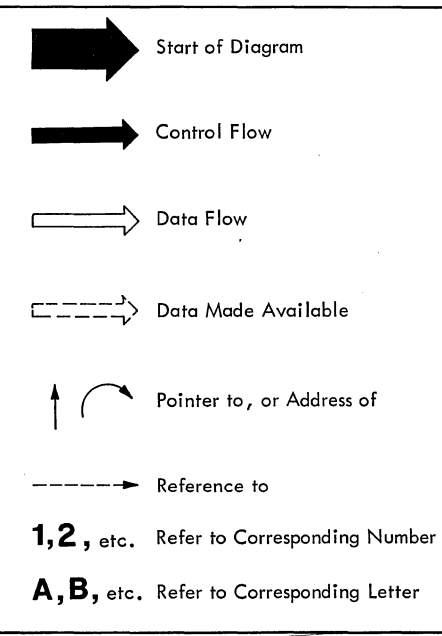 Start of Diagram
Control Flow
Data Flow
Data Made Available
Pointer to, or Address of
Reference to
1,2, etc. Refer to Corresponding Number
A,B, etc. Refer to Corresponding Letter